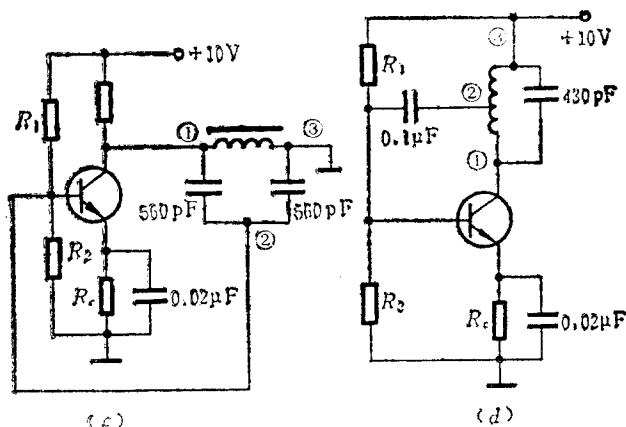 +10V
R₁
①
③
560pF
560pF
②
R₂
Rₑ
0.02μF
(c)
③
+10V
R₁
②
430pF
0.1μF
①
R₂
Rₑ
0.02μF
(d)